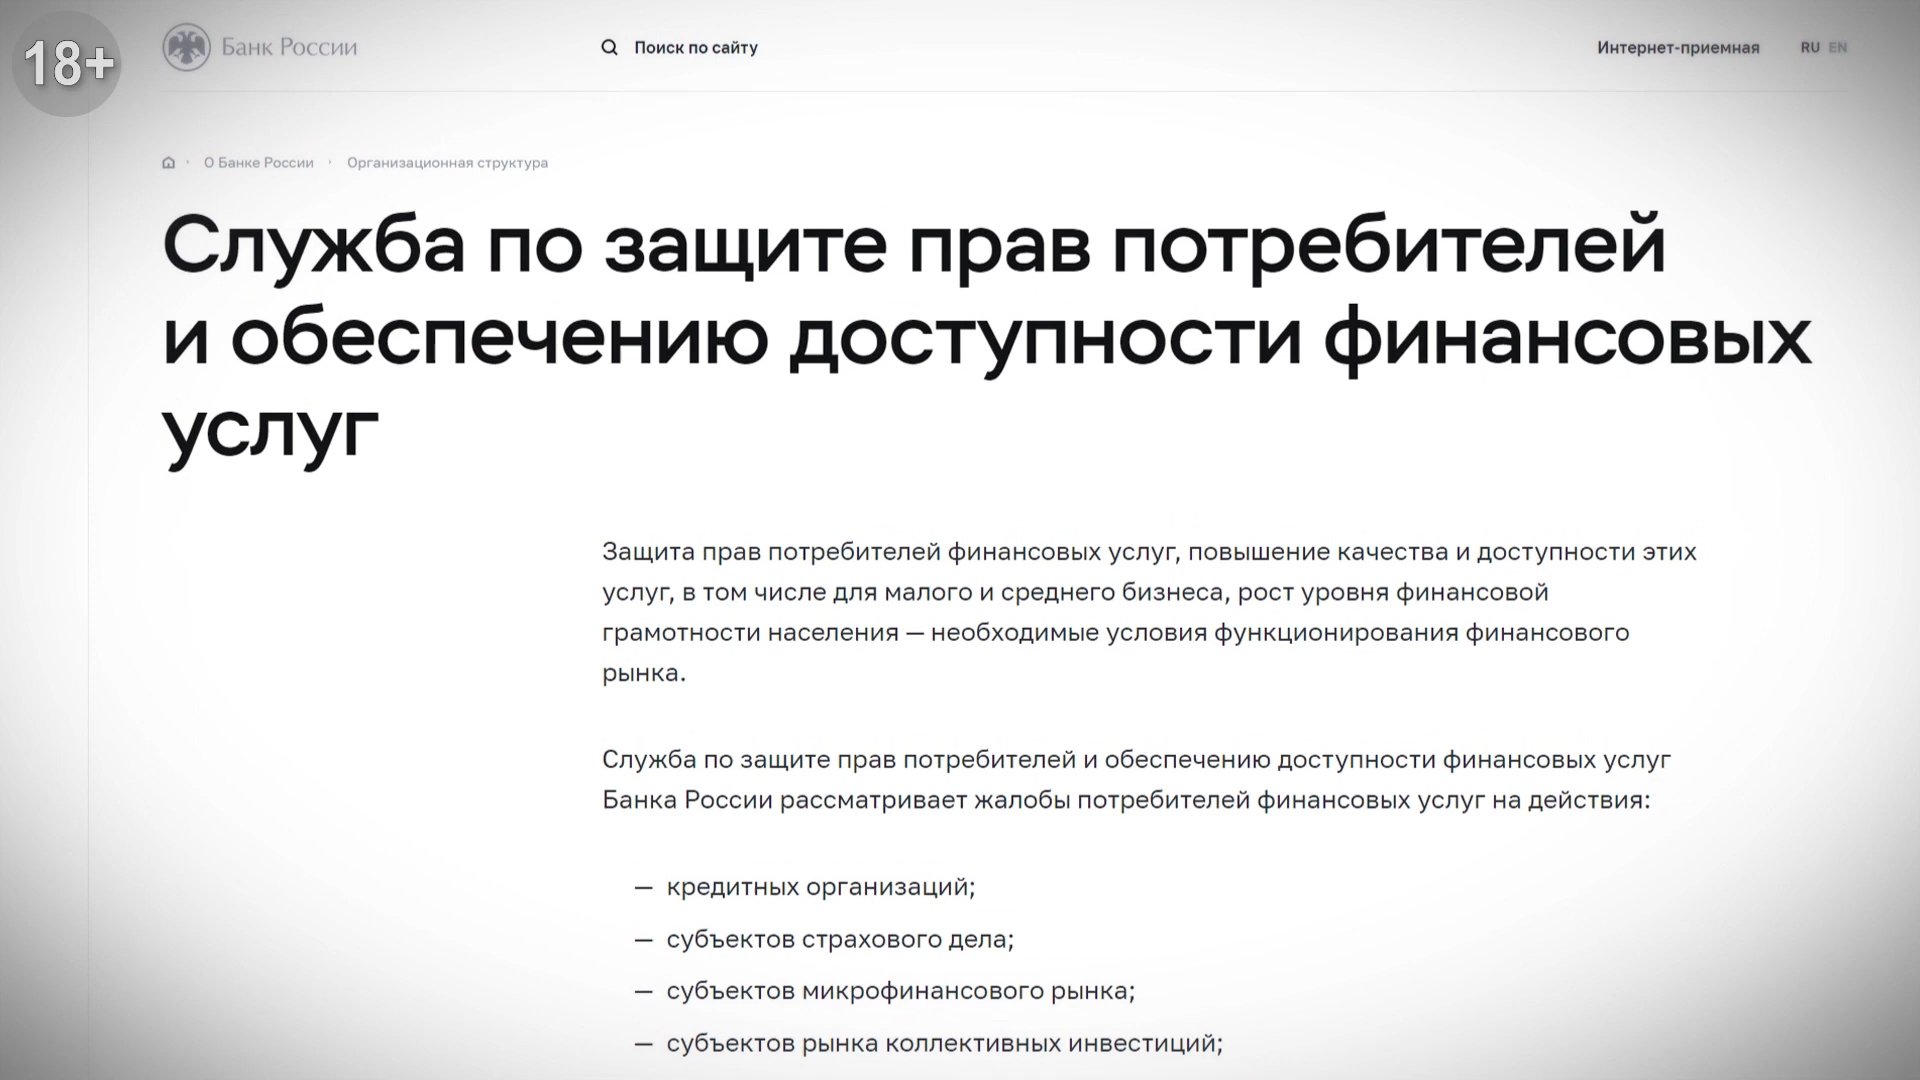 18+
Банк России
Поиск по сайту
Интернет-приемная
RU EN
О Банке России
Организационная структура
Служба по защите прав потребителей
и обеспечению доступности финансовых
услуг
Защита прав потребителей финансовых услуг, повышение качества и доступности этих
услуг, в том числе для малого и среднего бизнеса, рост уровня финансовой
грамотности населения — необходимые условия функционирования финансового
рынка.
Служба по защите прав потребителей и обеспечению доступности финансовых услуг
Банка России рассматривает жалобы потребителей финансовых услуг на действия:
— кредитных организаций;
— субъектов страхового дела;
— субъектов микрофинансового рынка;
— субъектов рынка коллективных инвестиций;